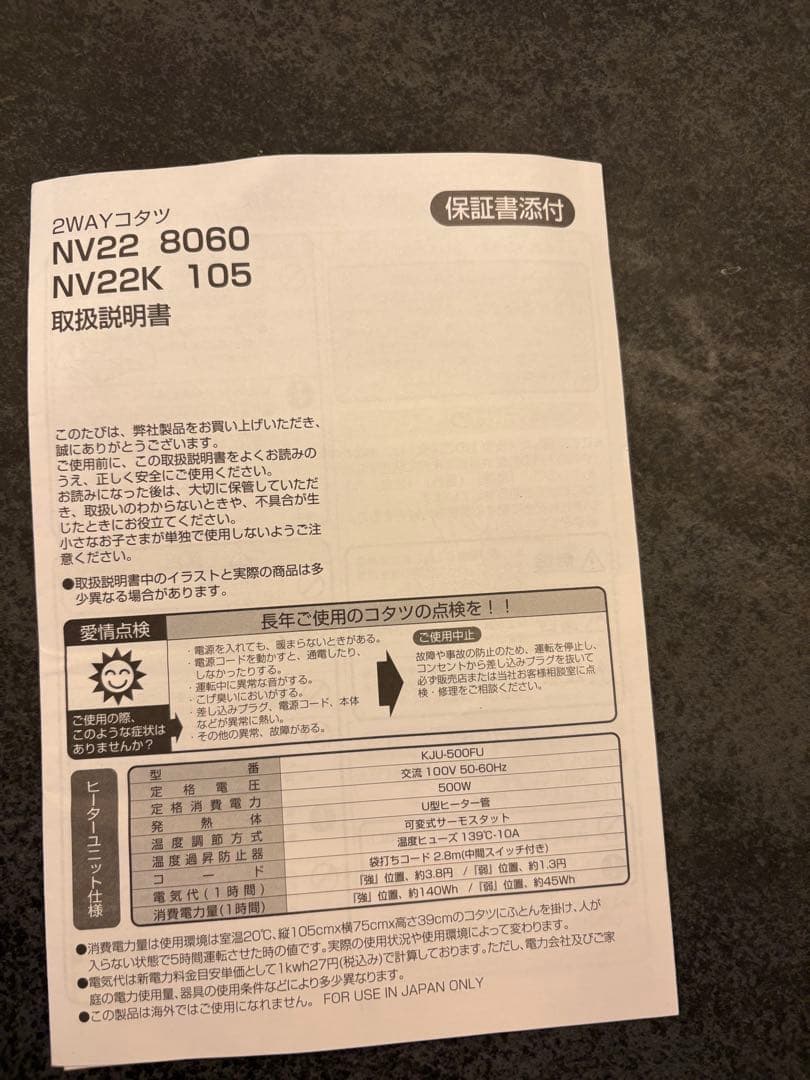 2WAYコタツ
NV22 8060
NV22K 105
取扱説明書
保証書添付
このたびは、弊社製品をお買い上げいただき、
誠にありがとうございます。
ご使用前に、この取扱説明書をよくお読みの
うえ、正しく安全にご使用ください。
お読みになった後は、大切に保管していただ
き、取扱いのわからないときや、不具合が生
じたときにお役立てください。
小さなお子さまが単独で使用しないようご注
意ください。
●取扱説明書中のイラストと実際の商品は多
少異なる場合があります。
愛情点検
長年ご使用のコタツの点検を!!
ご使用の際、
このような症状は
ありませんか?
・電源を入れても、暖まらないときがある。
・電源コードを動かすと、通電したり、
しなかったりする。
・運転中に異常な音がする。
・こげ臭いにおいがする。
・差し込みプラグ、電源コード、本体
などが異常に熱い。
・その他の異常、故障がある。
ご使用中止
故障や事故の防止のため、運転を停止し、
コンセントから差し込みプラグを抜いて
必ず販売店または当社お客様相談室に点
検・修理をご相談ください。
ヒーターユニット仕様
型番 KJU-500FU
定格電圧 交流 100V 50-60Hz
定格消費電力 500W
発熱体 U型ヒーター管
温度調節方式 可変式サーモスタット
温度過昇防止器 温度ヒューズ 139℃-10A
コード 袋打ちコード 2.8m(中間スイッチ付き)
電気代(1時間) 「強」位置、約3.8円 / 「弱」位置、約1.3円
消費電力量(1時間) 「強」位置、約140Wh / 「弱」位置、約45Wh
●消費電力量は使用環境は室温20℃、縦105cm×横75cm×高さ39cmのコタツにふとんを掛け、人が
入らない状態で5時間運転させた時の値です。実際の使用状況や使用環境によって変わります。
●電気代は新電力料金目安単価として1kwh27円(税込み)で計算しております。ただし、電力会社及びご家
庭の電力使用量、器具の使用条件などにより多少異なります。
●この製品は海外ではご使用になれません。 FOR USE IN JAPAN ONLY